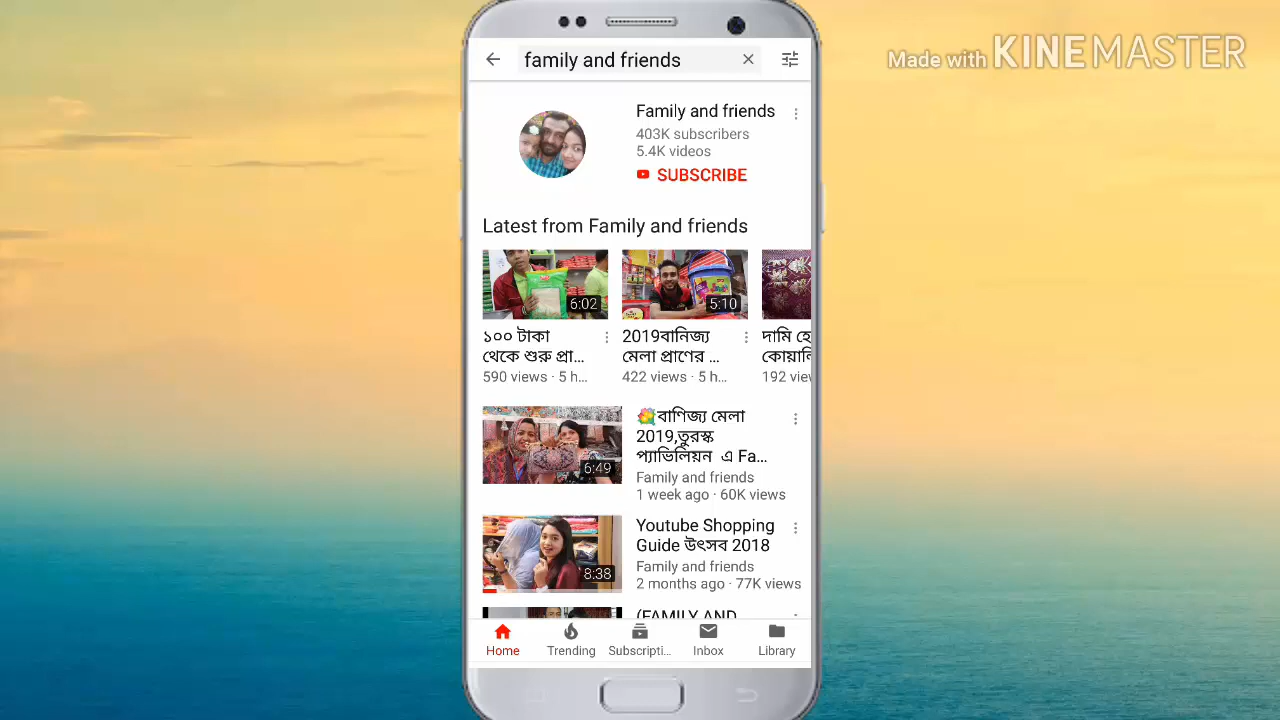 Made with KINEMASTER
family and friends
Family and friends
403K subscribers
5.4K videos
SUBSCRIBE
Latest from Family and friends
6:02
5:10
১০০ টাকা
থেকে শুরু প্রা...
590 views · 5 h...
2019বানিজ্য
মেলা প্রাণের ...
422 views · 5 h...
দামি
192
6:49
বাণিজ্য মেলা
2019,তুরস্ক
প্যাভিলিয়ন এ Fa...
Family and friends
1 week ago · 60K views
8:38
Youtube Shopping
Guide উৎসব 2018
Family and friends
2 months ago · 77K views
(FAMILY AND
Home
Trending
Subscripti...
Inbox
Library